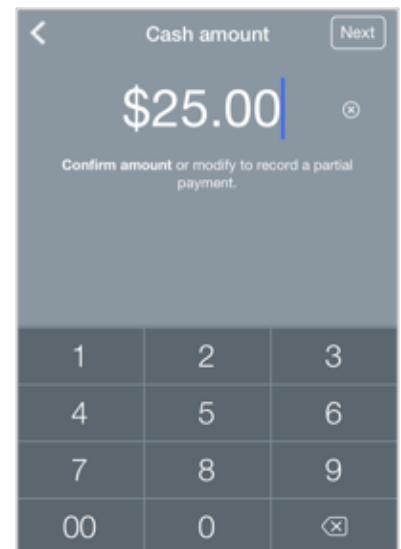 Cash amount Next
$25.00
Confirm amount or modify to record a partial
payment.
1 2 3
4 5 6
7 8 9
00 0